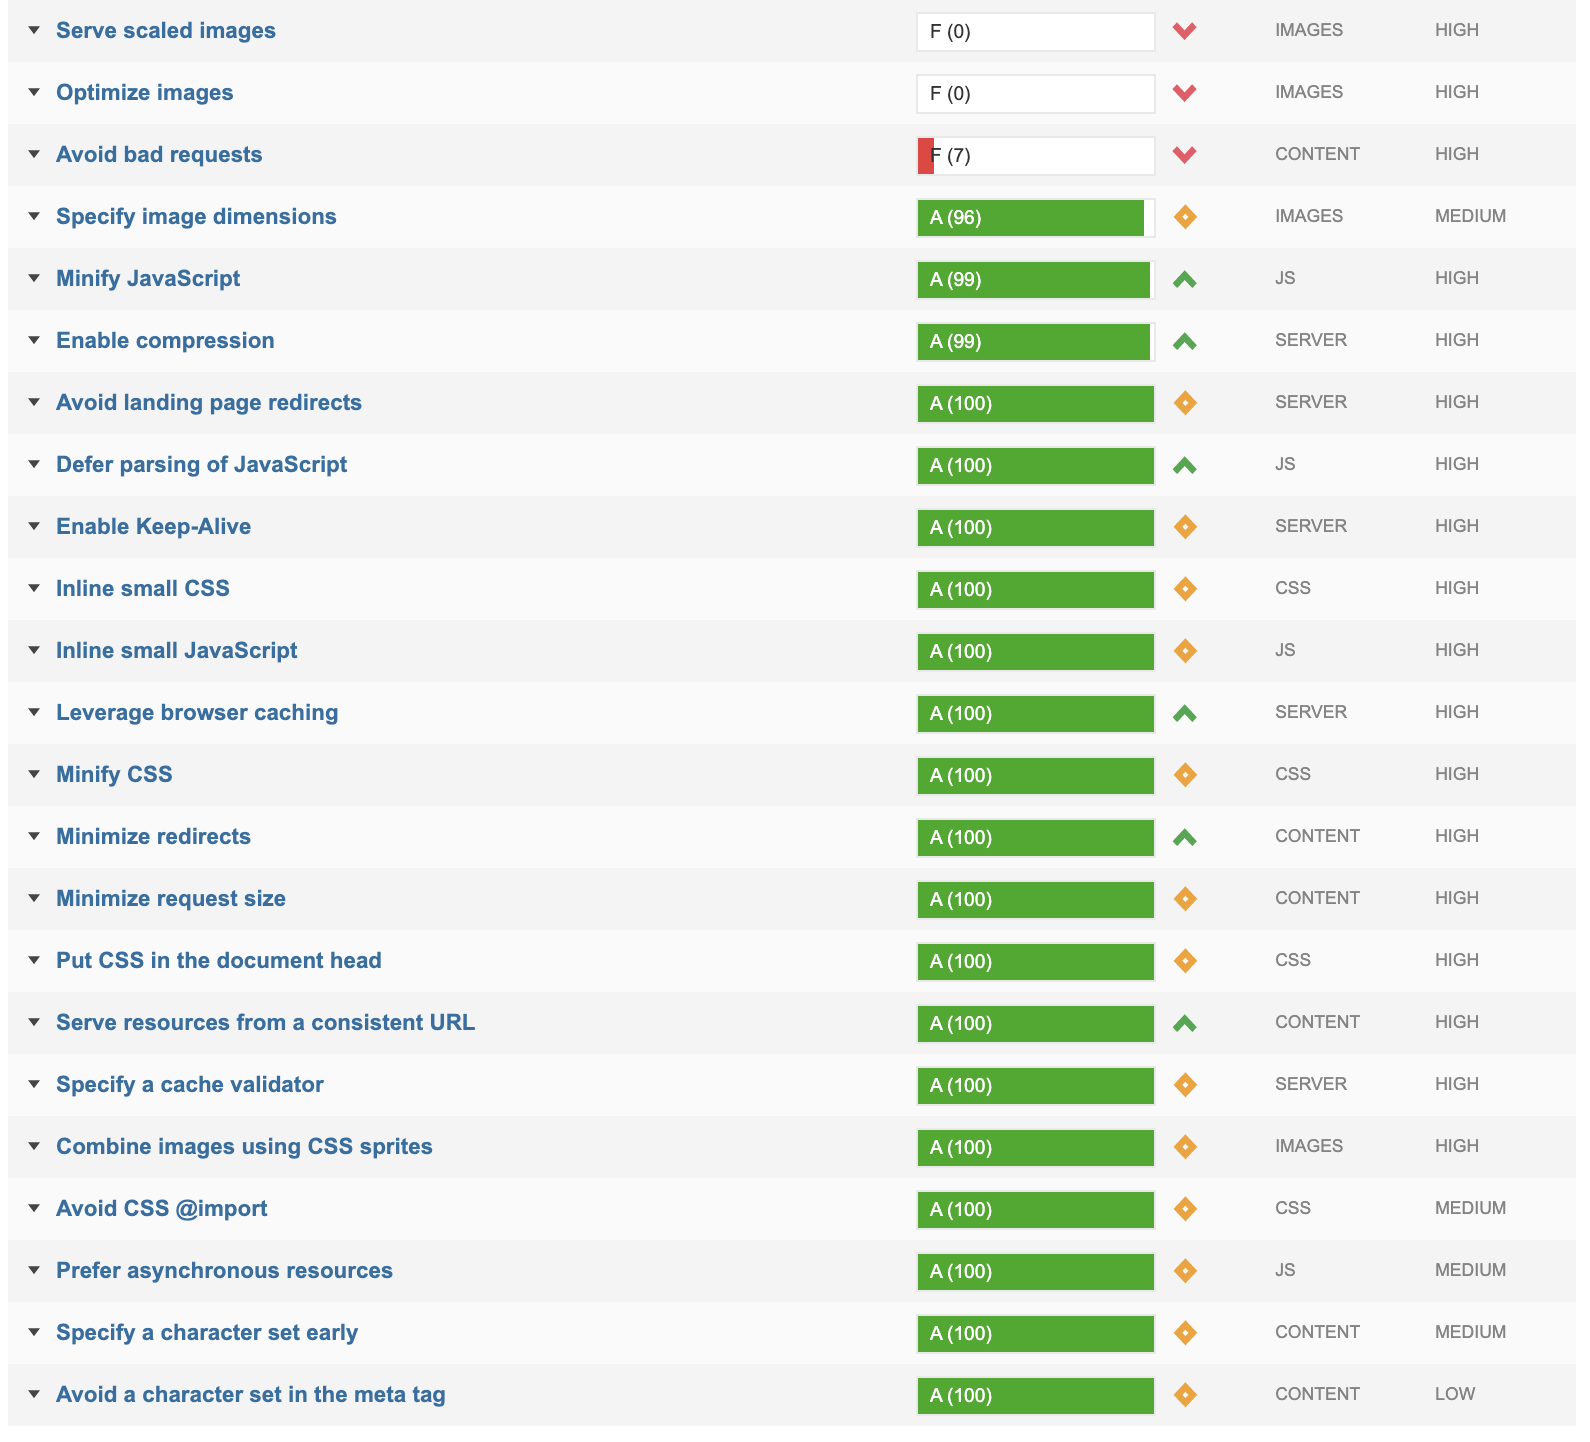 Serve scaled images F (0) IMAGES HIGH
Optimize images F (0) IMAGES HIGH
Avoid bad requests F (7) CONTENT HIGH
Specify image dimensions A (96) IMAGES MEDIUM
Minify JavaScript A (99) JS HIGH
Enable compression A (99) SERVER HIGH
Avoid landing page redirects A (100) SERVER HIGH
Defer parsing of JavaScript A (100) JS HIGH
Enable Keep-Alive A (100) SERVER HIGH
Inline small CSS A (100) CSS HIGH
Inline small JavaScript A (100) JS HIGH
Leverage browser caching A (100) SERVER HIGH
Minify CSS A (100) CSS HIGH
Minimize redirects A (100) CONTENT HIGH
Minimize request size A (100) CONTENT HIGH
Put CSS in the document head A (100) CSS HIGH
Serve resources from a consistent URL A (100) CONTENT HIGH
Specify a cache validator A (100) SERVER HIGH
Combine images using CSS sprites A (100) IMAGES HIGH
Avoid CSS @import A (100) CSS MEDIUM
Prefer asynchronous resources A (100) JS MEDIUM
Specify a character set early A (100) CONTENT MEDIUM
Avoid a character set in the meta tag A (100) CONTENT LOW